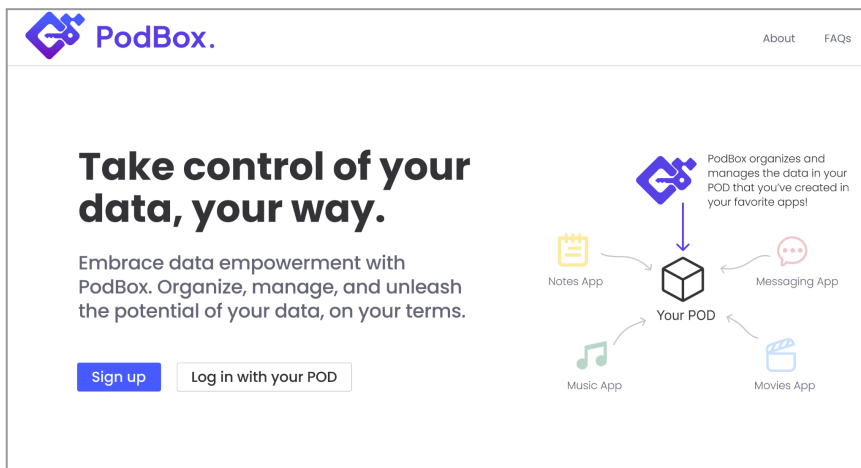 PodBox.
About
FAQs
Take control of your
data, your way.
Embrace data empowerment with
PodBox. Organize, manage, and unleash
the potential of your data, on your terms.
Sign up
Log in with your POD
PodBox organizes and
manages the data in your
POD that you've created in
your favorite apps!
Notes App
Messaging App
Your POD
Music App
Movies App